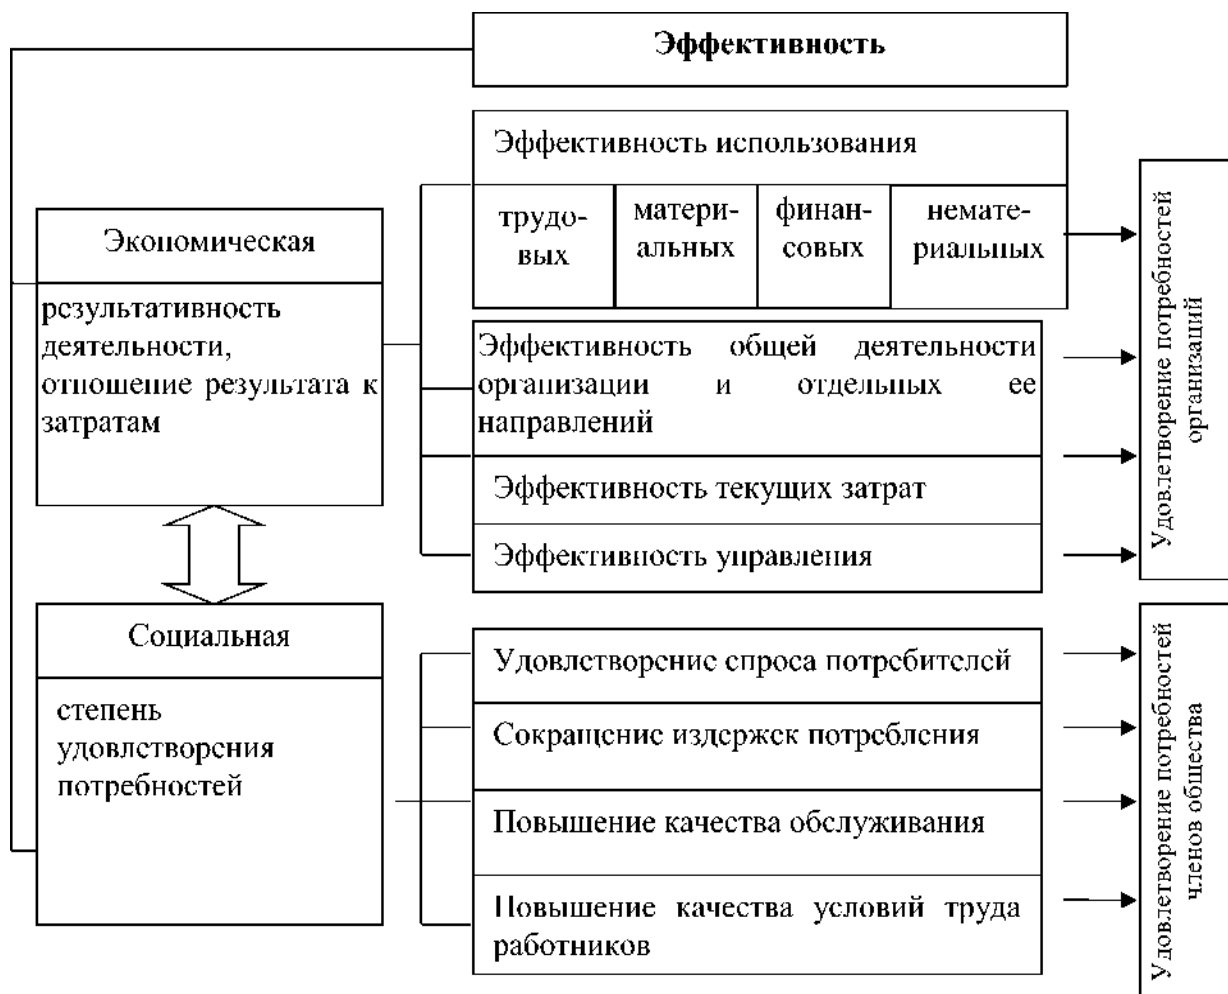 Эффективность
Эффективность использования
трудо-
вых
матери-
альных
финан-
совых
немате-
риальных
Экономическая
результативность
деятельности,
отношение результата к
затратам
Эффективность общей деятельности
организации и отдельных ее
направлений
Эффективность текущих затрат
Эффективность управления
Удовлетворение потребностей
организаций
Социальная
степень
удовлетворения
потребностей
Удовлетворение спроса потребителей
Сокращение издержек потребления
Повышение качества обслуживания
Повышение качества условий труда
работников
Удовлетворение потребностей
членов общества